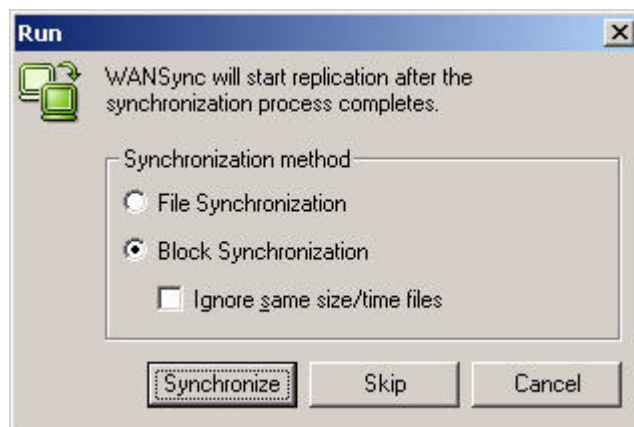 Run
WANSync will start replication after the
synchronization process completes.
Synchronization method
File Synchronization
Block Synchronization
Ignore same size/time files
Synchronize Skip Cancel